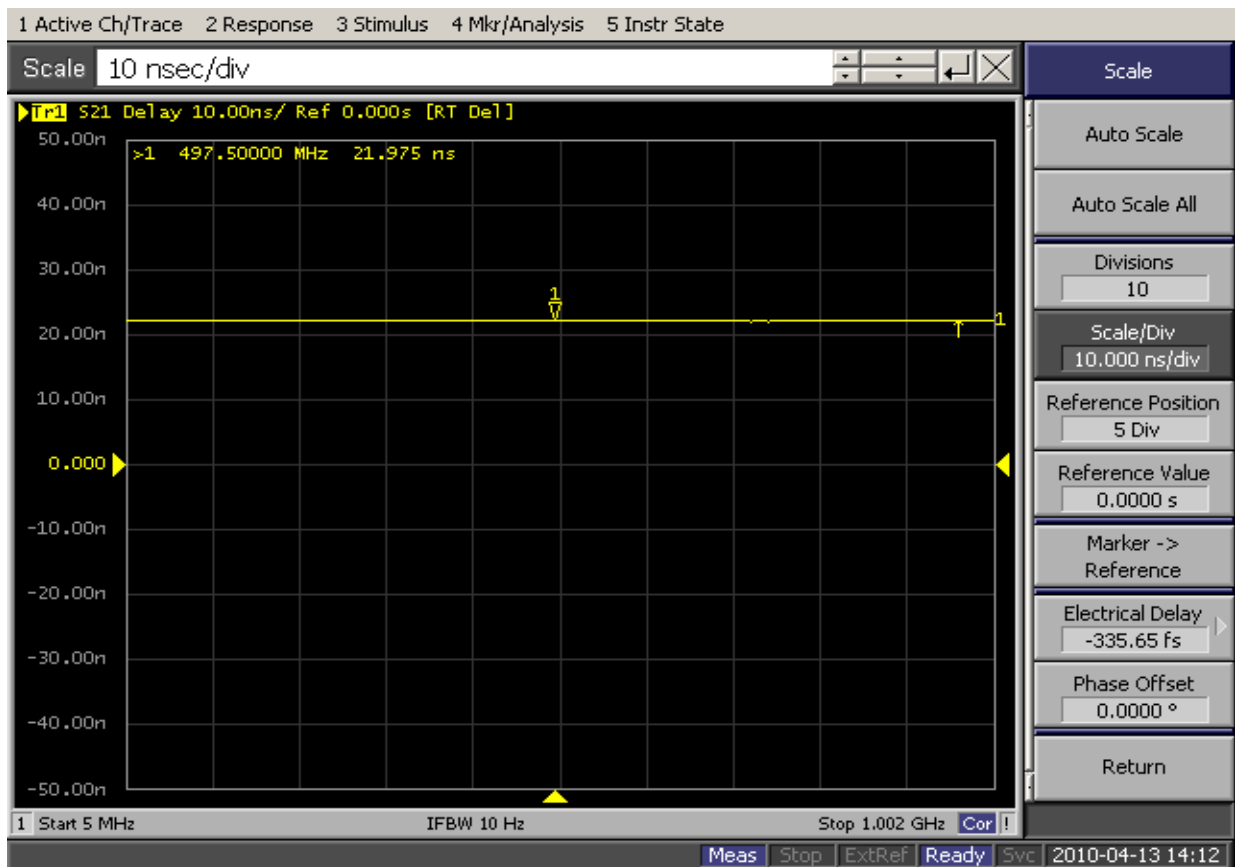 1 Active Ch/Trace 2 Response 3 Stimulus 4 Mkr/Analysis 5 Instr State
Scale 10 nsec/div
Scale
Tr1 S21 Delay 10.00ns/ Ref 0.000s [RT Del]
50.00n
>1 497.50000 MHz 21.975 ns
Auto Scale
40.00n
Auto Scale All
30.00n
Divisions
10
1
1
20.00n
Scale/Div
10.000 ns/div
10.00n
Reference Position
5 Div
0.000
Reference Value
0.0000 s
-10.00n
Marker ->
Reference
-20.00n
Electrical Delay
-335.65 fs
-30.00n
Phase Offset
0.0000 °
-40.00n
Return
-50.00n
1 Start 5 MHz IFBW 10 Hz Stop 1.002 GHz Cor !
Meas Stop ExtRef Ready Svc 2010-04-13 14:12